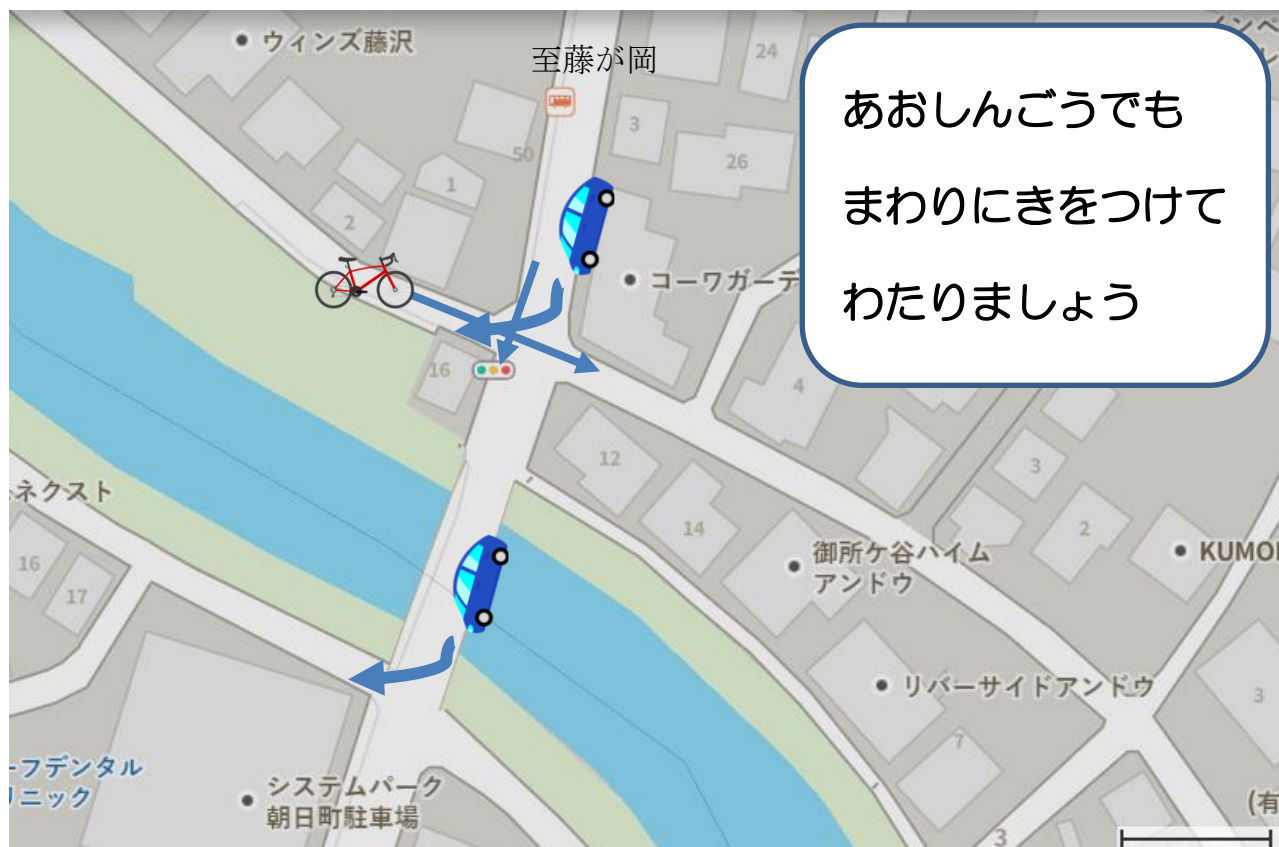 ウィンズ藤沢
至藤が岡
24
3
50
26
1
2
あおしんごうでも
まわりにきをつけて
わたりましょう
コーワガーデ
16
4
12
3
ネクスト
14
2
16
御所ケ谷ハイム
アンドウ
KUMO
17
リバーサイドアンドウ
3
7
ーフデンタル
リニック
システムパーク
朝日町駐車場
(有
3